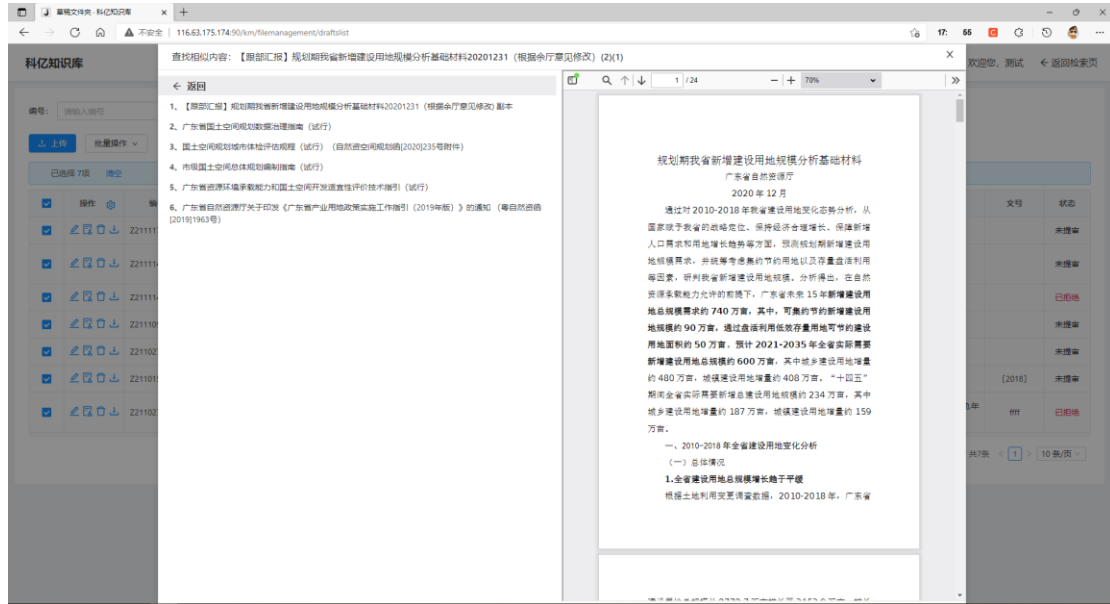 草稿文件夹 - 科亿知识库
不安全 | 116.63.175.174:90/km/filemanagement/draftslist
17: 55
科亿知识库
欢迎您, 测试 ← 返回检索页
查找相似内容: 【跟部汇报】规划期我省新增建设用地规模分析基础材料20201231 (根据余厅意见修改) (2)(1)
← 返回
1、【跟部汇报】规划期我省新增建设用地规模分析基础材料20201231 (根据余厅意见修改) 副本
2、广东省国土空间规划数据治理指南 (试行)
3、国土空间规划城市体检评估规程 (试行) (自然资空间规划函[2020]235号附件)
4、市级国土空间总体规划编制指南 (试行)
5、广东省资源环境承载能力和国土空间开发适宜性评价技术指引 (试行)
6、广东省自然资源厅关于印发《广东省产业用地政策实施工作指引 (2019年版) 》的通知 (粤自然资函
[2019]1963号)
编号: 请输入编号
上传 批量操作
已选择 7项 清空
操作 编
Z21111
Z21111
Z21111
Z21110
Z21102
Z21101
Z21102
1 / 24
70%
规划期我省新增建设用地规模分析基础材料
广东省自然资源厅
2020 年 12 月
通过对 2010-2018 年我省建设用地变化态势分析, 从
国家赋予我省的战略定位、保持经济合理增长、保障新增
人口需求和用地增长趋势等方面, 预测规划期新增建设用
地规模需求, 并统筹考虑集约节约用地以及存量盘活利用
等因素, 研判我省新增建设用地规模。分析得出, 在自然
资源承载能力允许的前提下, 广东省未来 15 年新增建设用
地总规模需求约 740 万亩, 其中, 可集约节约新增建设用
地规模约 90 万亩, 通过盘活利用低效存量用地可节约建设
用地面积约 50 万亩, 预计 2021-2035 年全省实际需要
新增建设用地总规模约 600 万亩, 其中城乡建设用地增量
约 480 万亩, 城镇建设用地增量约 408 万亩, “十四五”
期间全省实际需要新增总建设用地规模约 234 万亩, 其中
城乡建设用地增量约 187 万亩, 城镇建设用地增量约 159
万亩。
一、2010-2018 年全省建设用地变化分析
(一) 总体情况
1.全省建设用地总规模增长趋于平缓
根据土地利用变更调查数据, 2010-2018 年, 广东省
文号 状态
未提审
未提审
已拒绝
未提审
未提审
[2018] 未提审
年
ffff 已拒绝
共7条 < 1 > 10 条/页